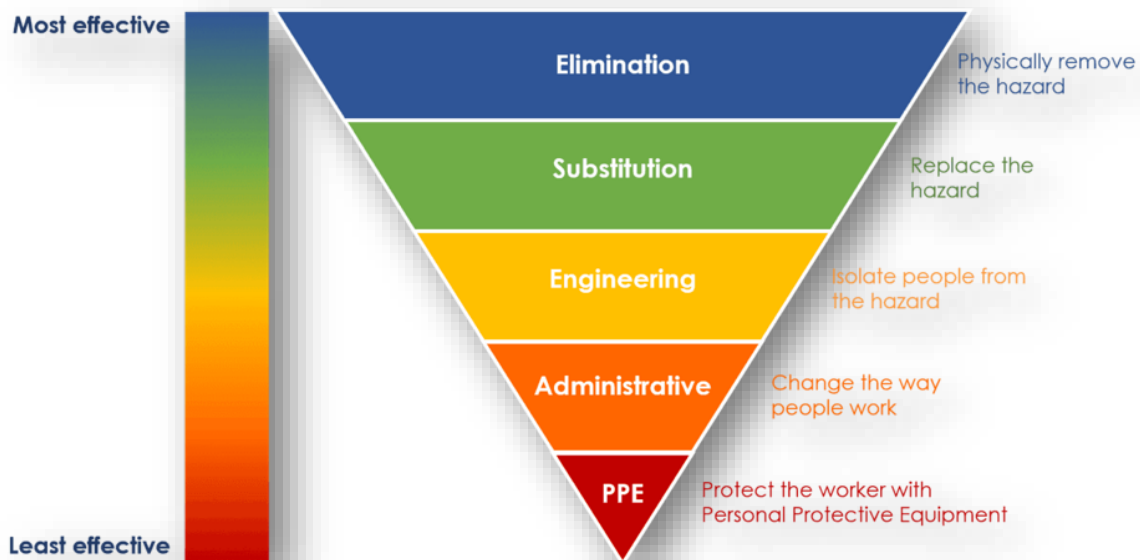 Most effective
Elimination
Physically remove
the hazard
Substitution
Replace the
hazard
Engineering
Isolate people from
the hazard
Administrative
Change the way
people work
PPE
Protect the worker with
Personal Protective Equipment
Least effective